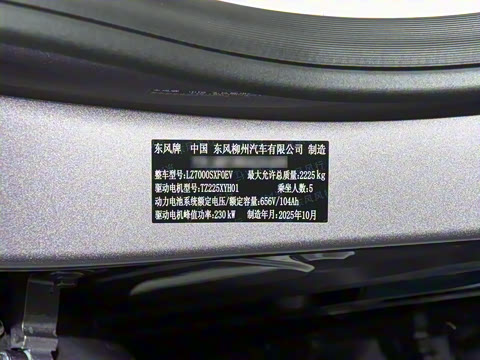 东风牌 中国 东风柳州汽车有限公司 制造
整车型号:LZ7000SXF0EV 最大允许总质量:2225kg
驱动电机型号:TZ225XYH01 乘坐人数:5
动力电池系统额定电压/额定容量:656V/104Ah
驱动电机峰值功率:230kW 制造年月:2025年10月